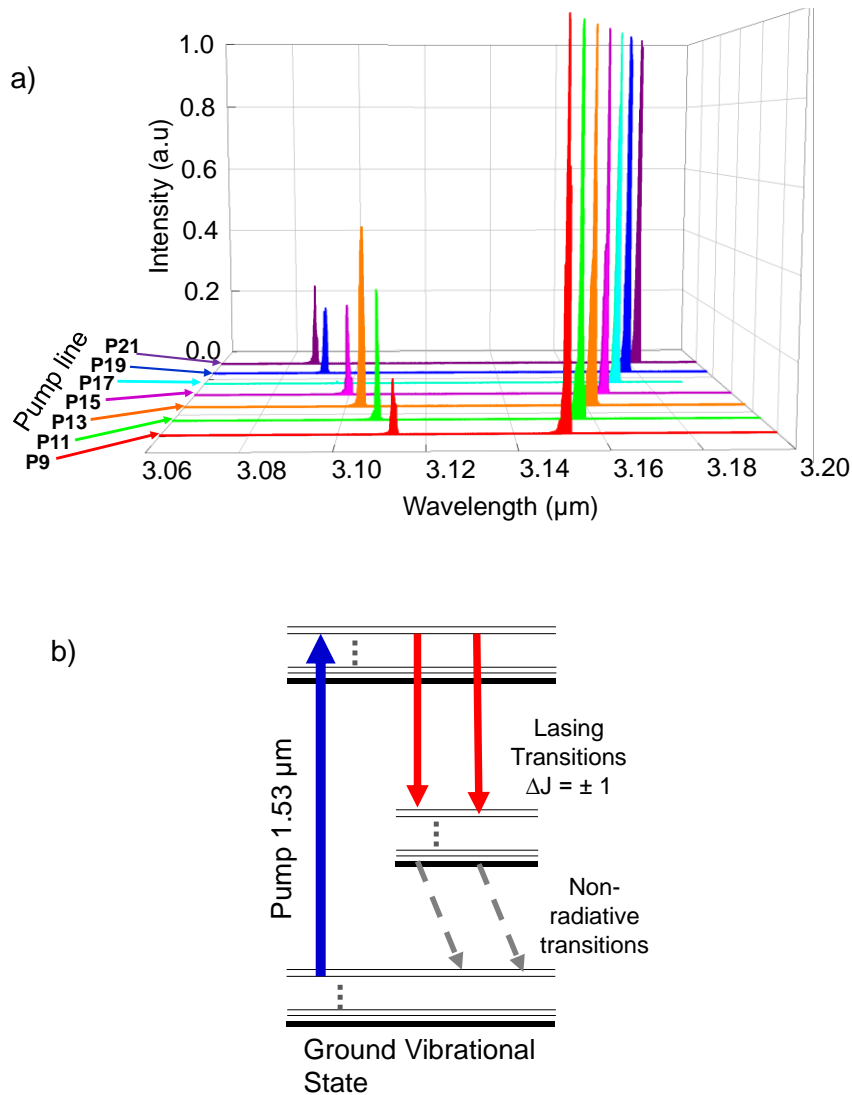 a)
Intensity (a.u)
1.0
0.8
0.6
0.4
0.2
0.0
Pump line
P21
P19
P17
P15
P13
P11
P9
3.06 3.08 3.10 3.12 3.14 3.16 3.18 3.20
Wavelength (µm)
b)
Pump 1.53 µm
Lasing
Transitions
ΔJ = ± 1
Non-
radiative
transitions
Ground Vibrational
State